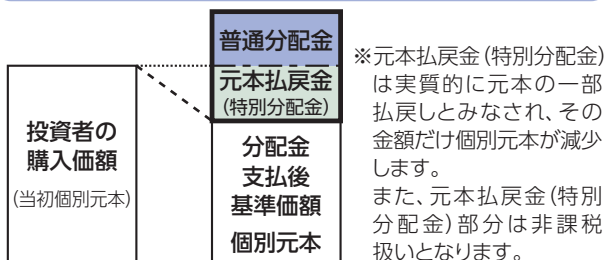 投資者の
購入価額
(当初個別元本)
普通分配金
元本払戻金
(特別分配金)
分配金
支払後
基準価額
個別元本
※元本払戻金(特別分配金)
は実質的に元本の一部
払戻しとみなされ、その
金額だけ個別元本が減少
します。
また、元本払戻金(特別
分配金)部分は非課税
扱いとなります。